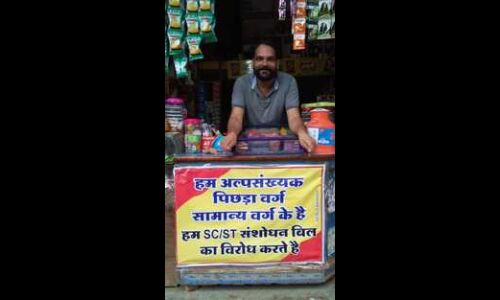 हम अल्पसंख्यक
पिछड़ा वर्ग
सामान्य वर्ग के है
हम SC/ST संशोधन बिल
का विरोध करते है